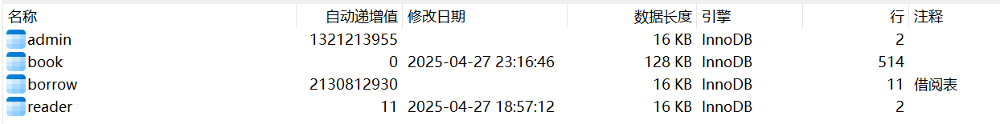 名称 自动递增值 修改日期 数据长度 引擎 行 注释
admin 1321213955 16 KB InnoDB 2
book 0 2025-04-27 23:16:46 128 KB InnoDB 514
borrow 2130812930 16 KB InnoDB 11 借阅表
reader 11 2025-04-27 18:57:12 16 KB InnoDB 2